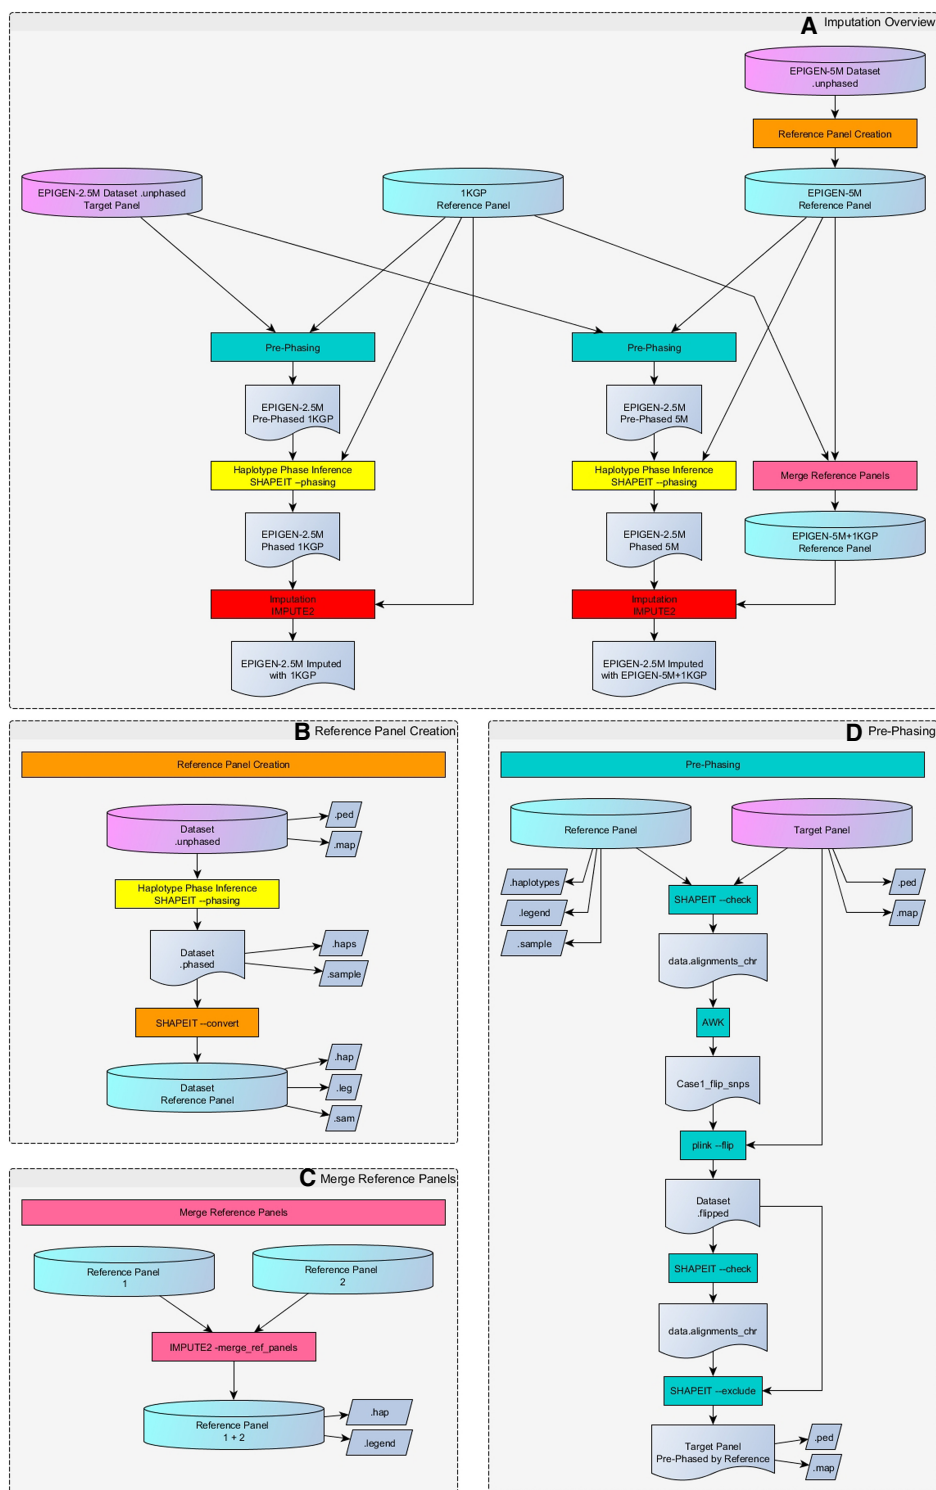 A Imputation Overview
EPIGEN-5M Dataset
.unphased
Reference Panel Creation
EPIGEN-2.5M Dataset .unphased
Target Panel
1KGP
Reference Panel
EPIGEN-5M
Reference Panel
Pre-Phasing
Pre-Phasing
EPIGEN-2.5M
Pre-Phased 1KGP
EPIGEN-2.5M
Pre-Phased 5M
Haplotype Phase Inference
SHAPEIT --phasing
Haplotype Phase Inference
SHAPEIT --phasing
Merge Reference Panels
EPIGEN-2.5M
Phased 1KGP
EPIGEN-2.5M
Phased 5M
EPIGEN-5M+1KGP
Reference Panel
Imputation
IMPUTE2
Imputation
IMPUTE2
EPIGEN-2.5M Imputed
with 1KGP
EPIGEN-2.5M Imputed
with EPIGEN-5M+1KGP
B Reference Panel Creation
Reference Panel Creation
Dataset
.unphased
.ped
.map
Haplotype Phase Inference
SHAPEIT --phasing
Dataset
.phased
.haps
.sample
SHAPEIT --convert
Dataset
Reference Panel
.hap
.leg
.sam
C Merge Reference Panels
Merge Reference Panels
Reference Panel
1
Reference Panel
2
IMPUTE2 -merge_ref_panels
Reference Panel
1 + 2
.hap
.legend
D Pre-Phasing
Pre-Phasing
Reference Panel
Target Panel
.haplotypes
.legend
.sample
SHAPEIT --check
.ped
.map
data.alignments_chr
AWK
Case1_flip_snps
plink --flip
Dataset
.flipped
SHAPEIT --check
data.alignments_chr
SHAPEIT --exclude
Target Panel
Pre-Phased by Reference
.ped
.map